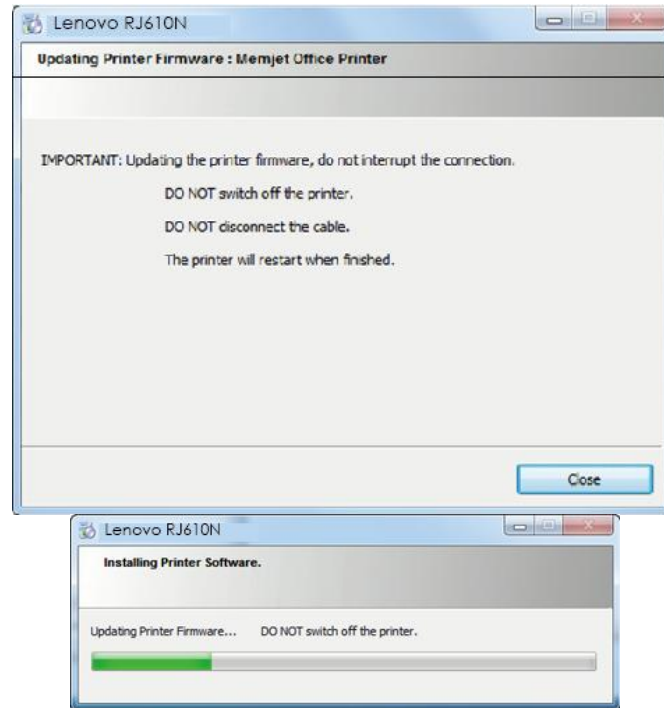 Lenovo RJ610N
Updating Printer Firmware : Memjet Office Printer
IMPORTANT: Updating the printer firmware, do not interrupt the connection.
DO NOT switch off the printer.
DO NOT disconnect the cable.
The printer will restart when finished.
Close
Lenovo RJ610N
Installing Printer Software.
Updating Printer Firmware... DO NOT switch off the printer.